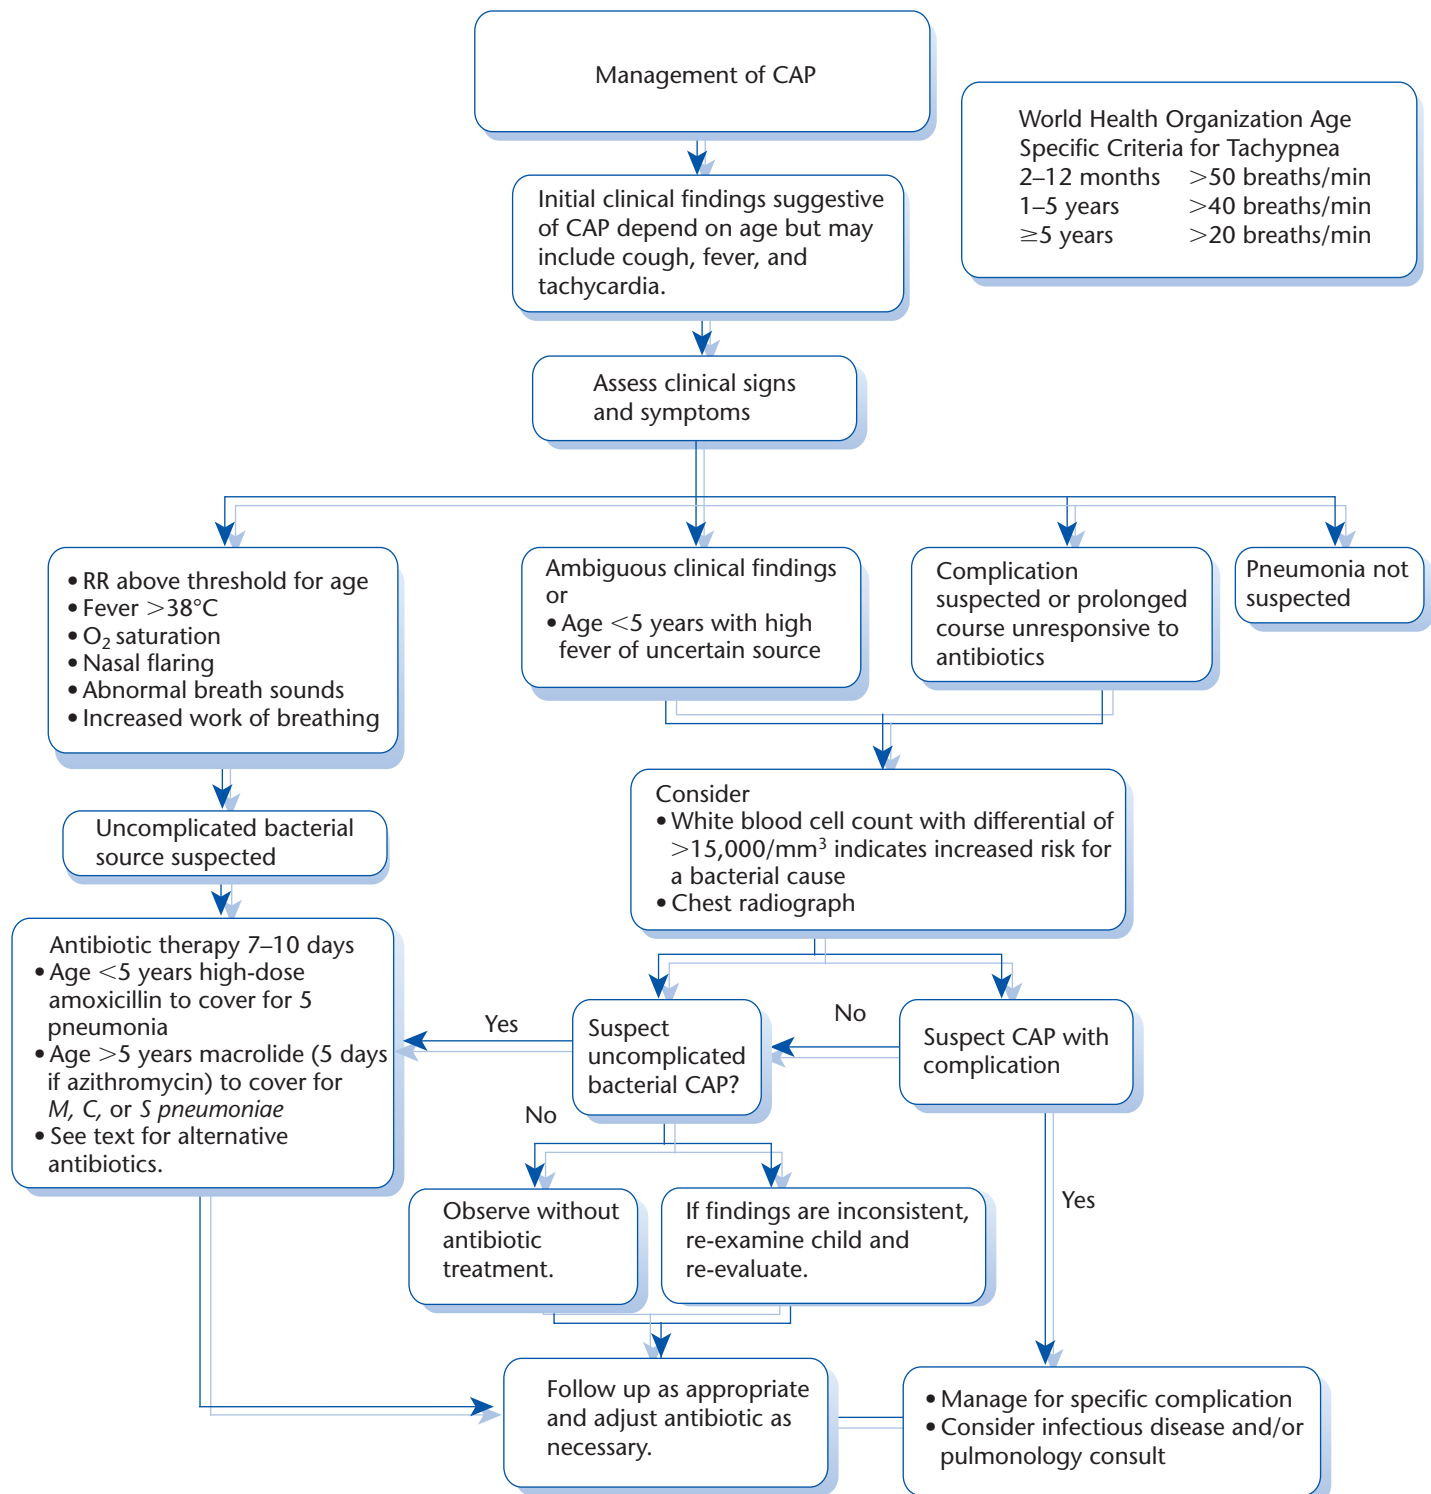 Management of CAP
World Health Organization Age
Specific Criteria for Tachypnea
2–12 months >50 breaths/min
1–5 years >40 breaths/min
≧5 years >20 breaths/min
Initial clinical findings suggestive
of CAP depend on age but may
include cough, fever, and
tachycardia.
Assess clinical signs
and symptoms
• RR above threshold for age
• Fever >38°C
• O₂ saturation
• Nasal flaring
• Abnormal breath sounds
• Increased work of breathing
Ambiguous clinical findings
or
• Age <5 years with high
fever of uncertain source
Complication
suspected or prolonged
course unresponsive to
antibiotics
Pneumonia not
suspected
Uncomplicated bacterial
source suspected
Consider
• White blood cell count with differential of
>15,000/mm³ indicates increased risk for
a bacterial cause
• Chest radiograph
Antibiotic therapy 7–10 days
• Age <5 years high-dose
amoxicillin to cover for 5
pneumonia
• Age >5 years macrolide (5 days
if azithromycin) to cover for
M, C, or S pneumoniae
• See text for alternative
antibiotics.
Yes
Suspect
uncomplicated
bacterial CAP?
No
Suspect CAP with
complication
No
Yes
Observe without
antibiotic
treatment.
If findings are inconsistent,
re-examine child and
re-evaluate.
Follow up as appropriate
and adjust antibiotic as
necessary.
• Manage for specific complication
• Consider infectious disease and/or
pulmonology consult